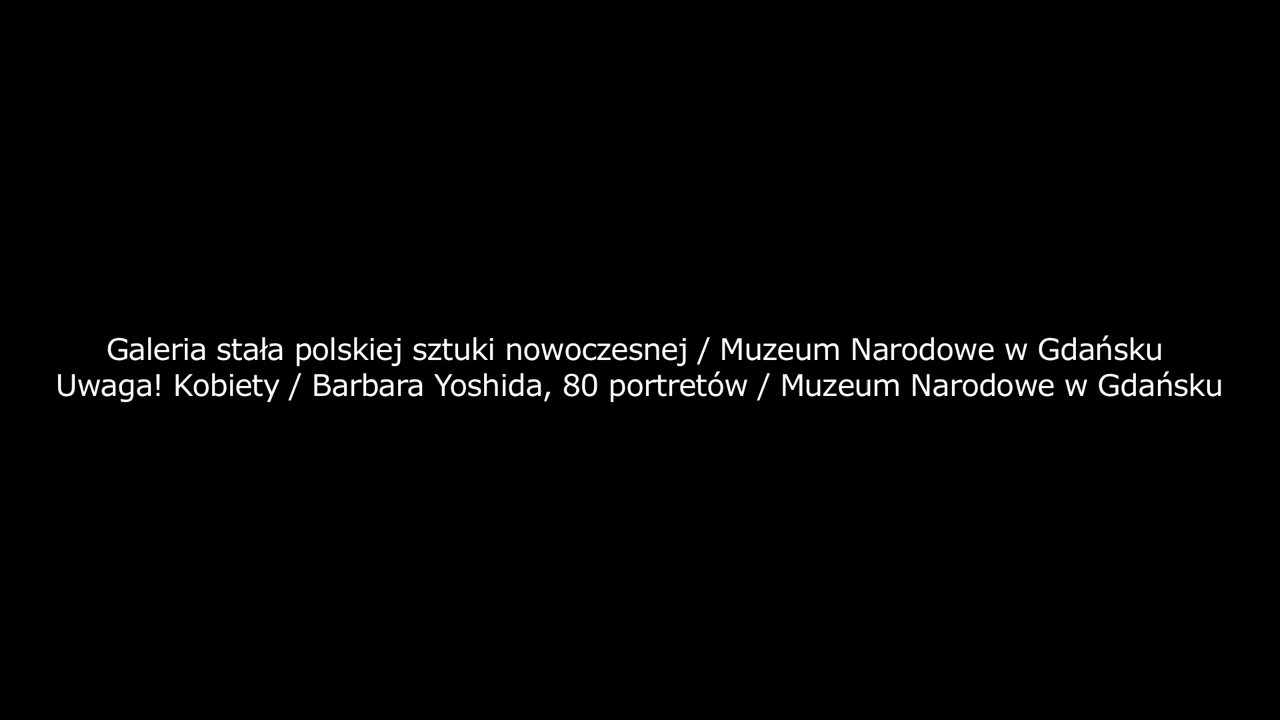 Galeria stała polskiej sztuki nowoczesnej / Muzeum Narodowe w Gdańsku
Uwaga! Kobiety / Barbara Yoshida, 80 portretów / Muzeum Narodowe w Gdańsku